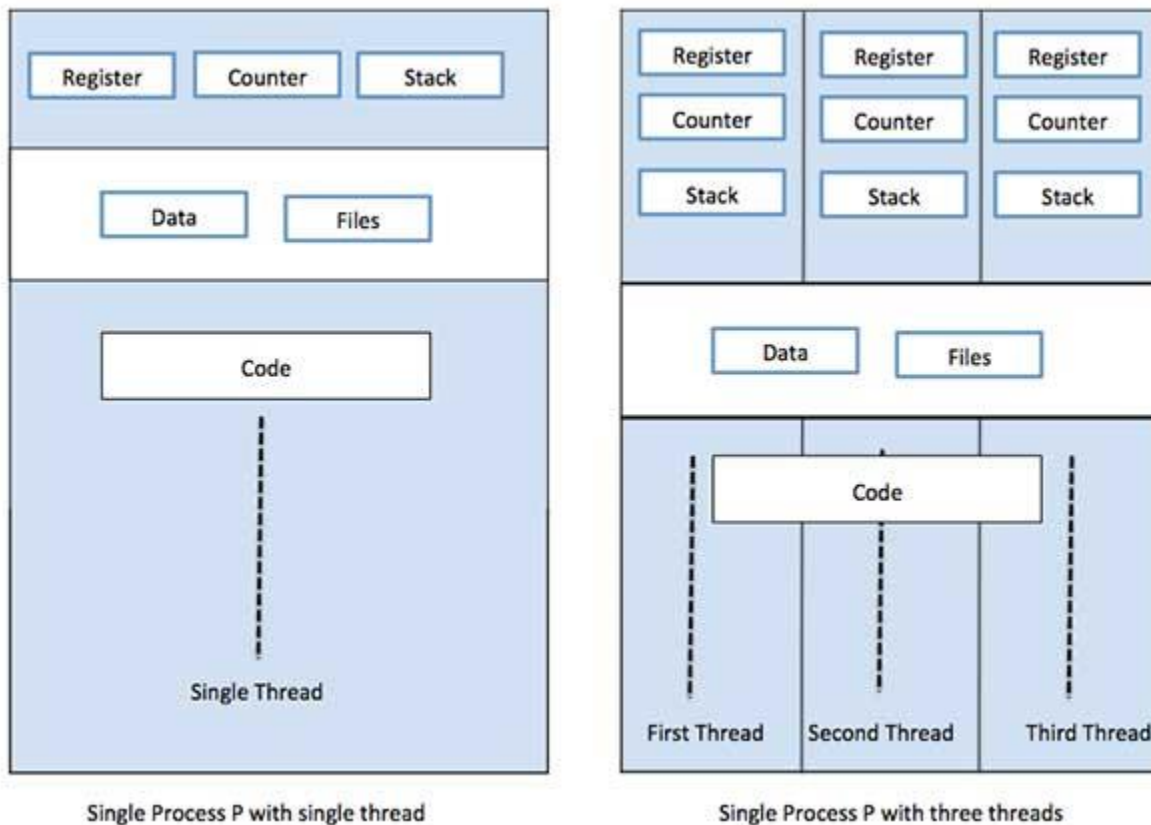 Register
Counter
Stack
Data
Files
Code
Single Thread
Single Process P with single thread
Register
Register
Register
Counter
Counter
Counter
Stack
Stack
Stack
Data
Files
Code
First Thread
Second Thread
Third Thread
Single Process P with three threads